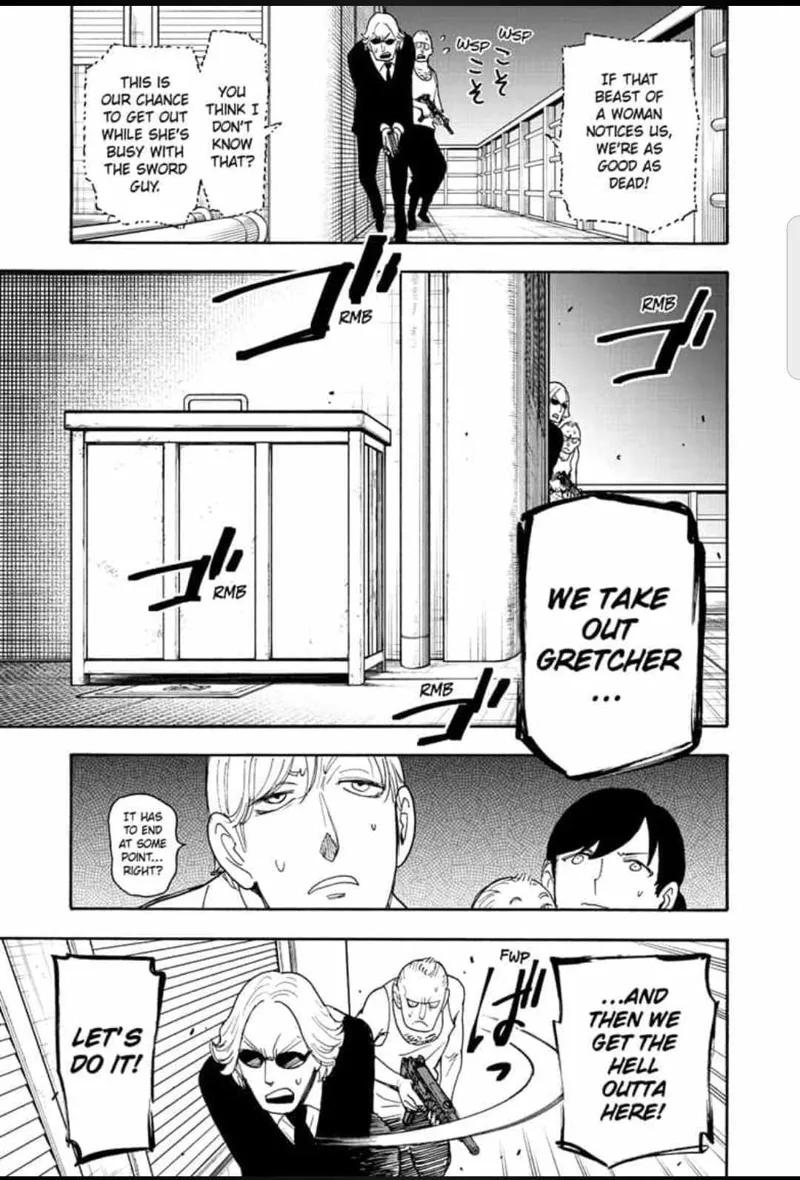 IF THAT
BEAST OF
A WOMAN
NOTICES US,
WE'RE AS
GOOD AS
DEAD!
WSP
WSP
こそ
こそ
YOU
THINK I
DON'T
KNOW
THAT?
THIS IS
OUR CHANCE
TO GET OUT
WHILE SHE'S
BUSY WITH
THE SWORD
GUY.
RMB
ゴ
RMB
ゴ
RMB
ゴ
RMB
ゴ
WE TAKE
OUT
GRETCHER
...
IT HAS
TO END
AT SOME
POINT...
RIGHT?
...AND
THEN WE
GET THE
HELL
OUTTA
HERE!
FWP
ばっ
LET'S
DO IT!